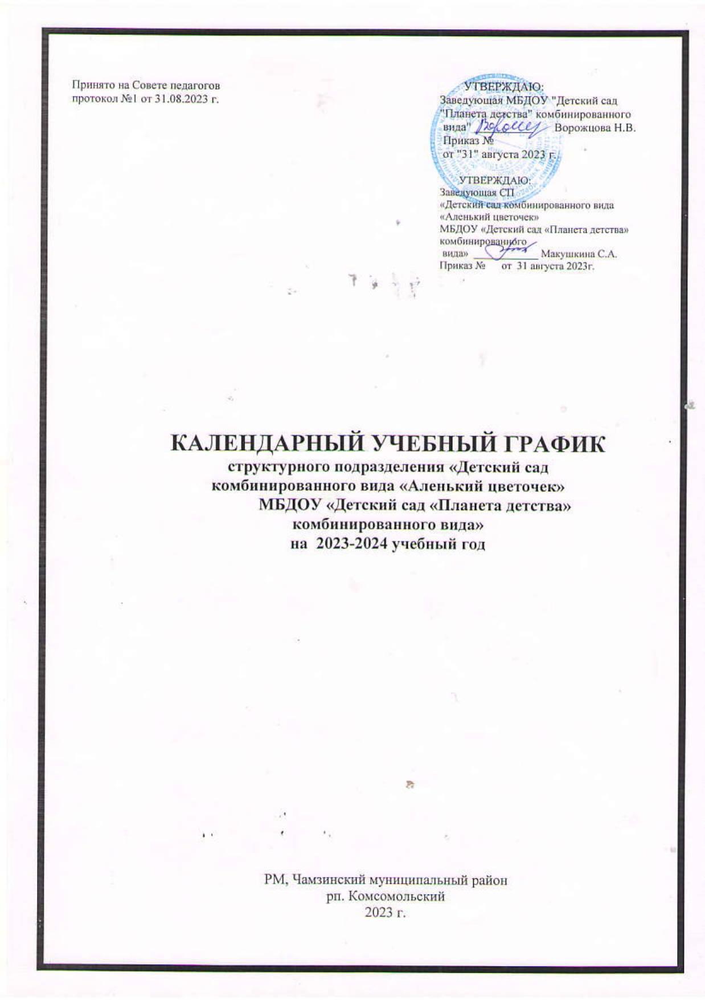 Принято на Совете педагогов
протокол №1 от 31.08.2023 г.
УТВЕРЖДАЮ:
Заведующая МБДОУ "Детский сад
"Планета детства" комбинированного
вида" Ворожцова Н.В.
Приказ №
от "31" августа 2023 г.
УТВЕРЖДАЮ:
Заведующая СП
«Детский сад комбинированного вида
«Аленький цветочек»
МБДОУ «Детский сад «Планета детства»
комбинированного
вида» ____________ Макушкина С.А.
Приказ № от 31 августа 2023г.
КАЛЕНДАРНЫЙ УЧЕБНЫЙ ГРАФИК
структурного подразделения «Детский сад
комбинированного вида «Аленький цветочек»
МБДОУ «Детский сад «Планета детства»
комбинированного вида»
на 2023-2024 учебный год
РМ, Чамзинский муниципальный район
рп. Комсомольский
2023 г.